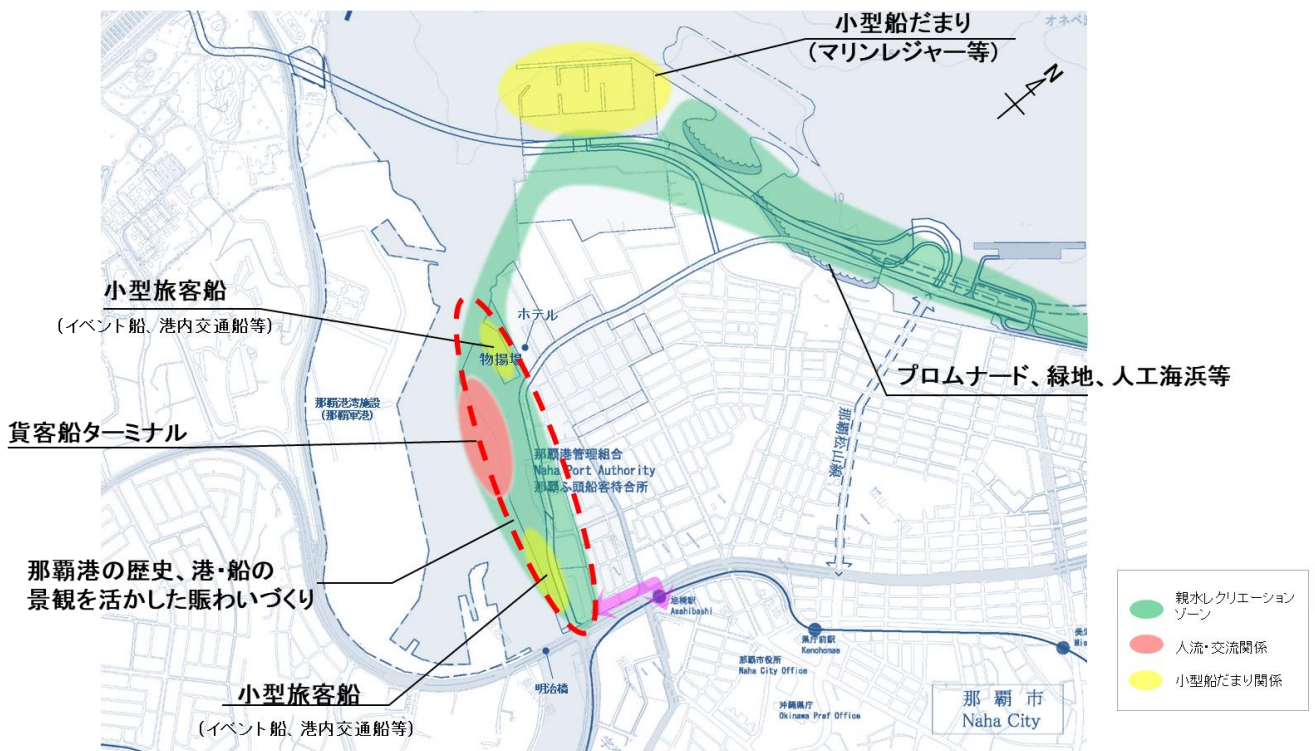 小型船だまり
(マリンレジャー等)
オネベ
N
10
小型旅客船
(イベント船、港内交通船等)
ホテル
物揚場
プロムナード、緑地、人工海浜等
那覇港湾施設
(那覇軍港)
貨客船ターミナル
那覇港管理組合
Naha Port Authority
那覇ふ頭船客待合所
那覇松山線
那覇港の歴史、港・船の
景観を活かした賑わいづくり
旭橋駅
Asahibashi
県庁前駅
Kenchomae
那覇市役所
Naha City Office
明治橋
小型旅客船
(イベント船、港内交通船等)
沖縄県庁
Okinawa Pref Office
那覇市
Naha City
親水レクリエーション
ゾーン
人流・交流関係
小型船だまり関係